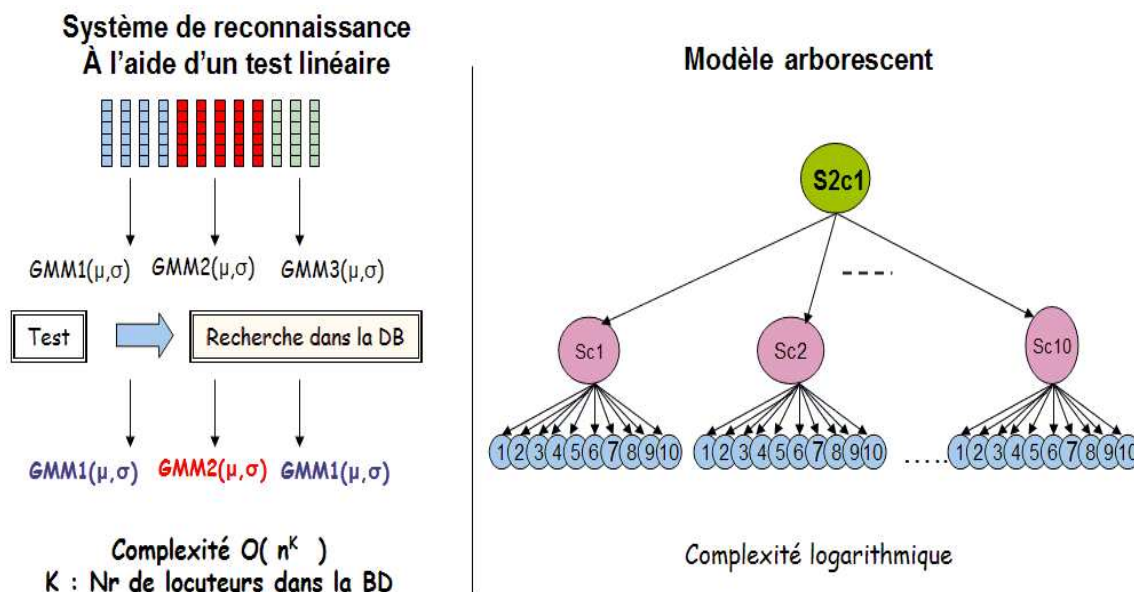 Système de reconnaissance
À l'aide d'un test linéaire
GMM1(μ,σ) GMM2(μ,σ) GMM3(μ,σ)
Test Recherche dans la DB
GMM1(μ,σ) GMM2(μ,σ) GMM1(μ,σ)
Complexité O( n^K )
K : Nr de locuteurs dans la BD
Modèle arborescent
S2c1
----
Sc1 Sc2 Sc10
1 2 3 4 5 6 7 8 9 10 1 2 3 4 5 6 7 8 9 10 ..... 1 2 3 4 5 6 7 8 9 10
Complexité logarithmique